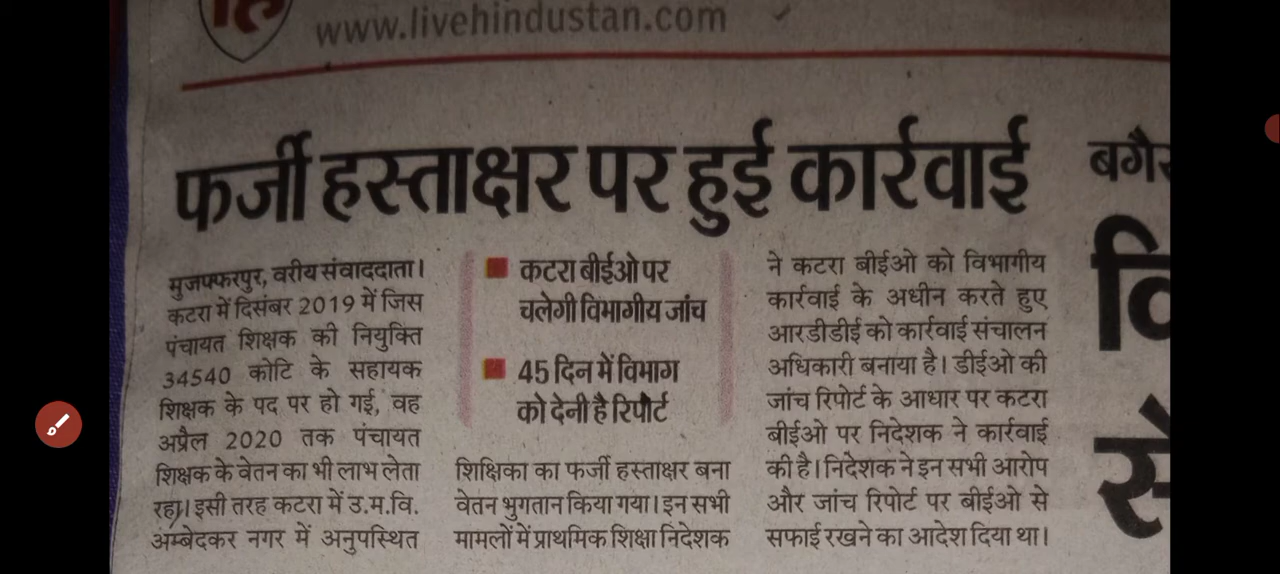 www.livehindustan.com
फर्जी हस्ताक्षर पर हुई कार्रवाई
मुजफ्फरपुर, वरीय संवाददाता।
कटरा में दिसंबर 2019 में जिस
पंचायत शिक्षक की नियुक्ति
34540 कोटि के सहायक
शिक्षक के पद पर हो गई, वह
अप्रैल 2020 तक पंचायत
शिक्षक के वेतन का भी लाभ लेता
रहा। इसी तरह कटरा में उ.म.वि.
अम्बेदकर नगर में अनुपस्थित
कटरा बीईओ पर
चलेगी विभागीय जांच
45 दिन में विभाग
को देनी है रिपोर्ट
शिक्षिका का फर्जी हस्ताक्षर बना
वेतन भुगतान किया गया। इन सभी
मामलों में प्राथमिक शिक्षा निदेशक
ने कटरा बीईओ को विभागीय
कार्रवाई के अधीन करते हुए
आरडीडीई को कार्रवाई संचालन
अधिकारी बनाया है। डीईओ की
जांच रिपोर्ट के आधार पर कटरा
बीईओ पर निदेशक ने कार्रवाई
की है। निदेशक ने इन सभी आरोप
और जांच रिपोर्ट पर बीईओ से
सफाई रखने का आदेश दिया था।